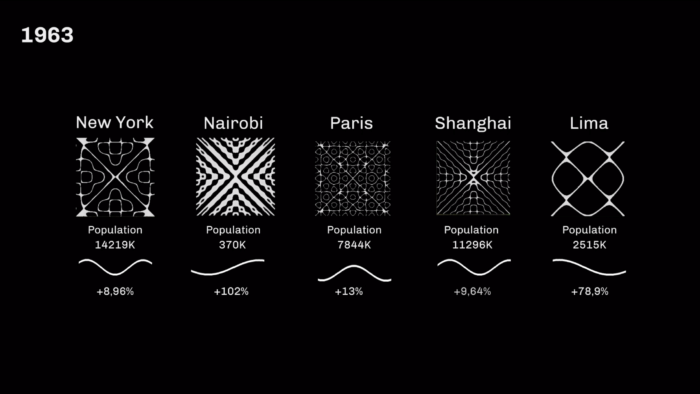 1963
New York
Nairobi
Paris
Shanghai
Lima
Population
Population
Population
Population
Population
14219K
370K
7844K
11296K
2515K
+8,96%
+102%
+13%
+9,64%
+78,9%